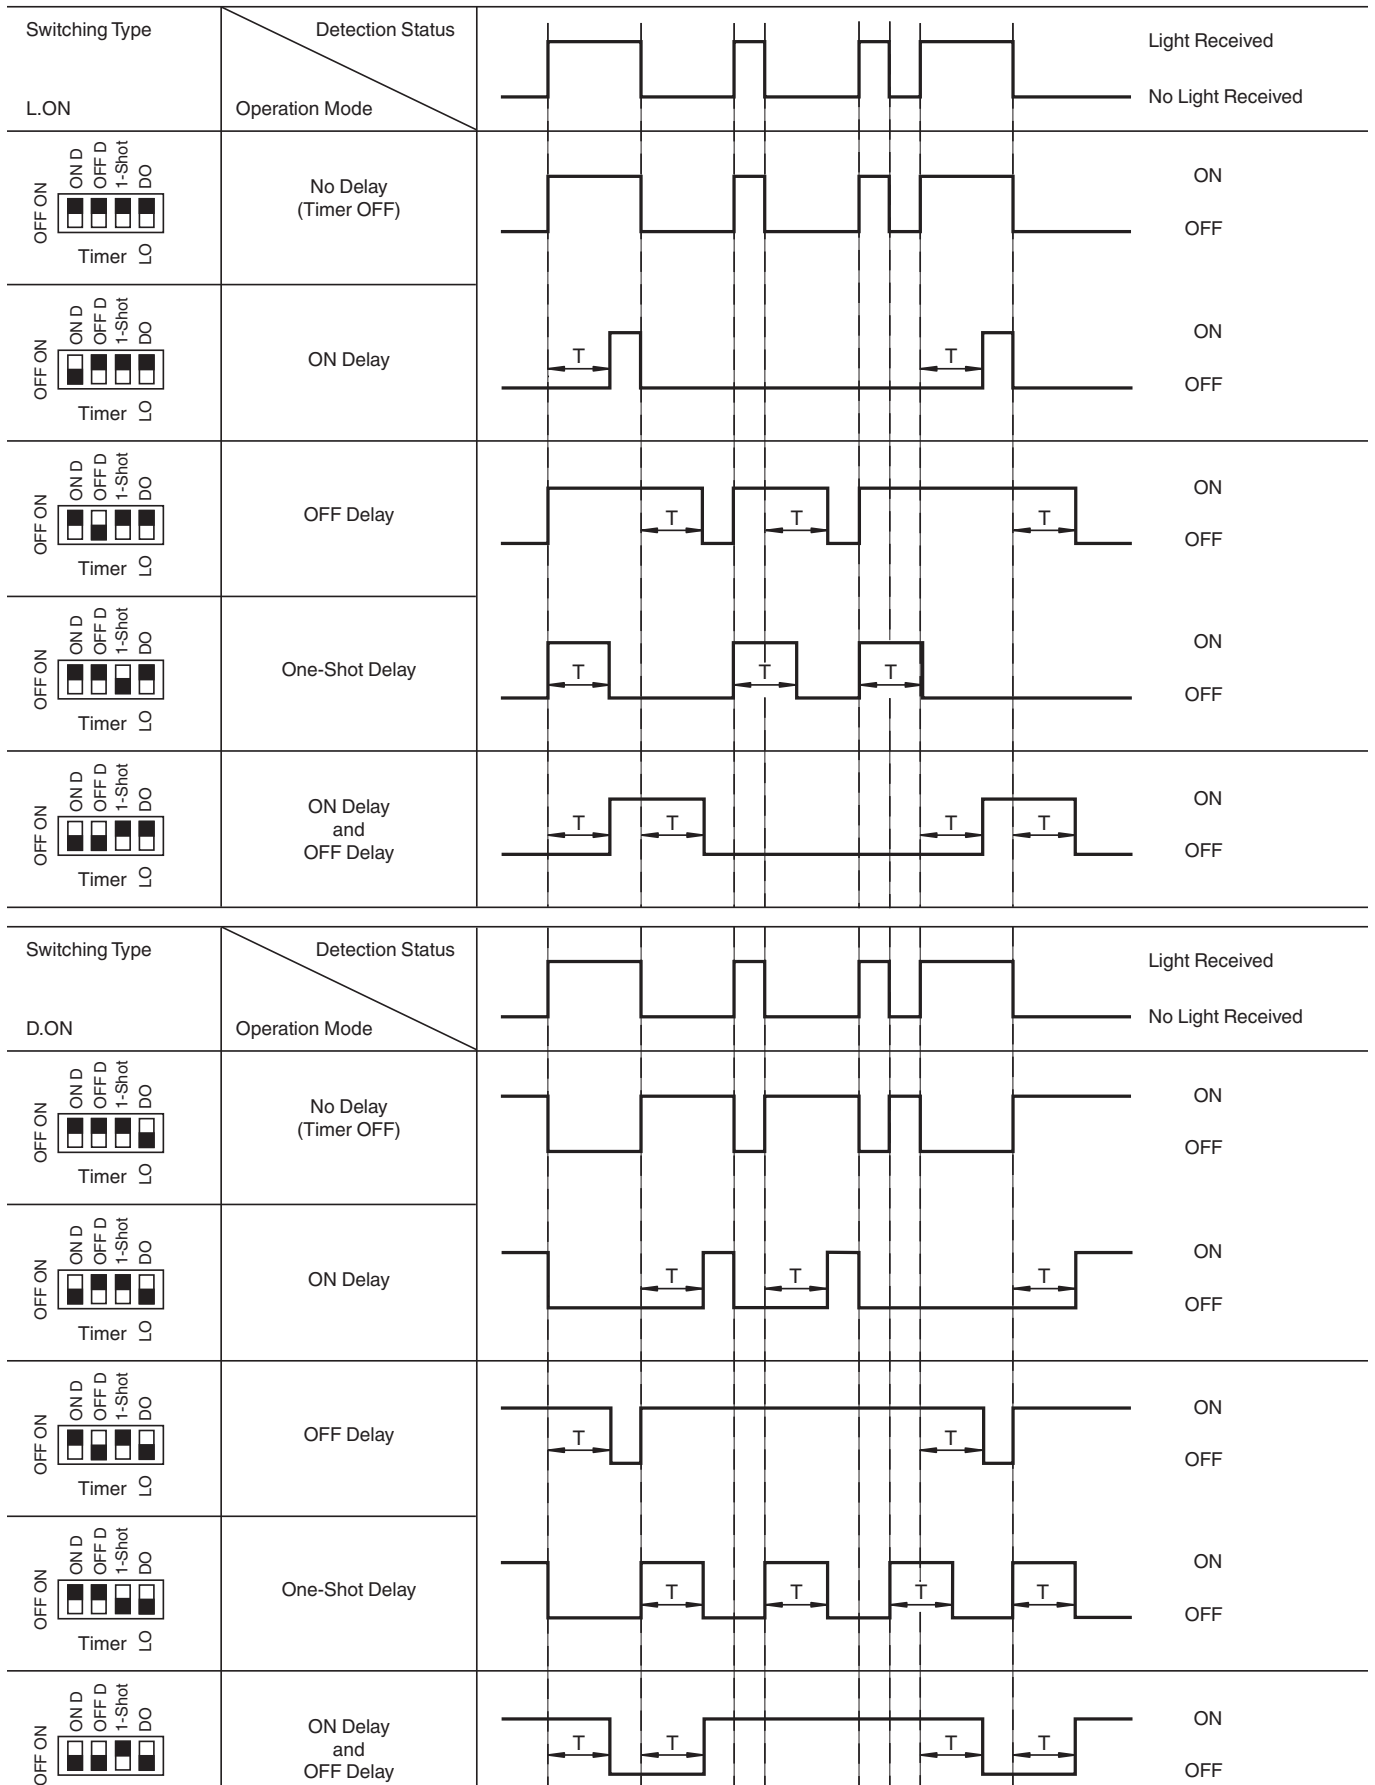 Switching Type
Detection Status
L.ON
Operation Mode
Light Received
No Light Received
OFF ON
ON D
OFF D
1-Shot
DO
Timer
LO
No Delay
(Timer OFF)
ON
OFF
OFF ON
ON D
OFF D
1-Shot
DO
Timer
LO
ON Delay
T
T
ON
OFF
OFF ON
ON D
OFF D
1-Shot
DO
Timer
LO
OFF Delay
T
T
T
ON
OFF
OFF ON
ON D
OFF D
1-Shot
DO
Timer
LO
One-Shot Delay
T
T
T
ON
OFF
OFF ON
ON D
OFF D
1-Shot
DO
Timer
LO
ON Delay
and
OFF Delay
T
T
T
T
ON
OFF
Switching Type
Detection Status
D.ON
Operation Mode
Light Received
No Light Received
OFF ON
ON D
OFF D
1-Shot
DO
Timer
LO
No Delay
(Timer OFF)
ON
OFF
OFF ON
ON D
OFF D
1-Shot
DO
Timer
LO
ON Delay
T
T
T
ON
OFF
OFF ON
ON D
OFF D
1-Shot
DO
Timer
LO
OFF Delay
T
T
ON
OFF
OFF ON
ON D
OFF D
1-Shot
DO
Timer
LO
One-Shot Delay
T
T
T
T
ON
OFF
OFF ON
ON D
OFF D
1-Shot
DO
ON Delay
and
OFF Delay
T
T
T
T
ON
OFF